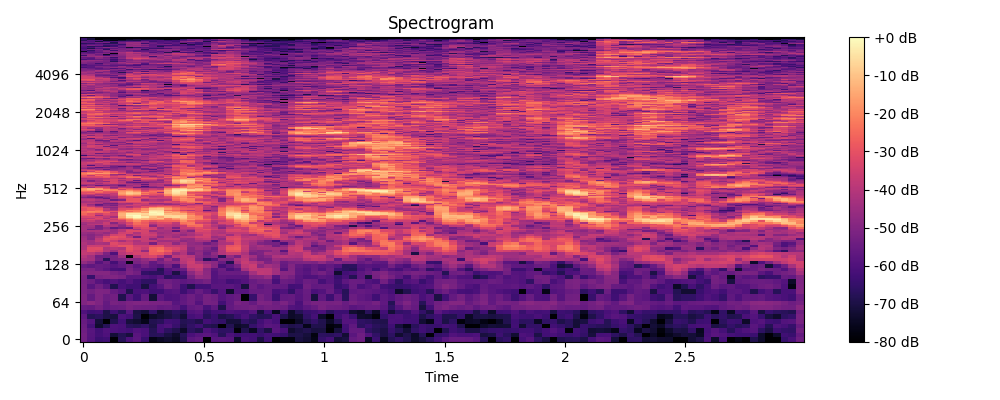 Spectrogram
+0 dB
4096
-10 dB
2048
-20 dB
1024
-30 dB
Hz
512
-40 dB
256
-50 dB
128
-60 dB
64
-70 dB
0
-80 dB
0
0.5
1
1.5
2
2.5
Time